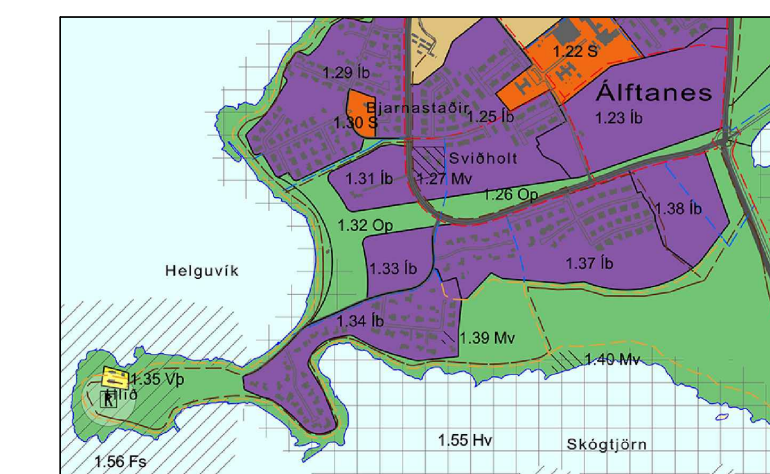 1.22 S
1.29 Íb
Álftanes
Bjarnastaðir
1.30 S
1.25 Íb
1.23 Íb
Sviðholt
1.31 Íb
1.27 Mv
1.26 Op
1.38 Íb
1.32 Op
1.33 Íb
1.37 Íb
Helguvík
1.34 Íb
1.39 Mv
1.40 Mv
1.35 Vþ
Hlið
R
1.55 Hv
Skógtjörn
1.56 Fs